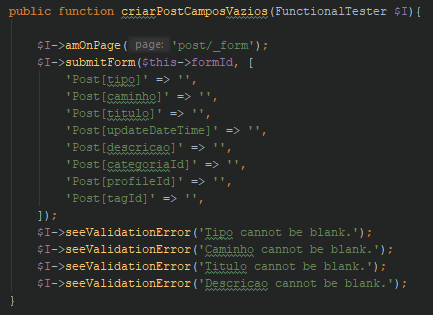 public function criarPostCamposVazios(FunctionalTester $I){
$I->amOnPage( page: 'post/_form');
$I->submitForm($this->formId, [
'Post[tipo]' => '',
'Post[caminho]' => '',
'Post[titulo]' => '',
'Post[updateDateTime]' => '',
'Post[descricao]' => '',
'Post[categoriaId]' => '',
'Post[profileId]' => '',
'Post[tagId]' => '',
]);
$I->seeValidationError('Tipo cannot be blank.');
$I->seeValidationError('Caminho cannot be blank.');
$I->seeValidationError('Titulo cannot be blank.');
$I->seeValidationError('Descricao cannot be blank.');
}